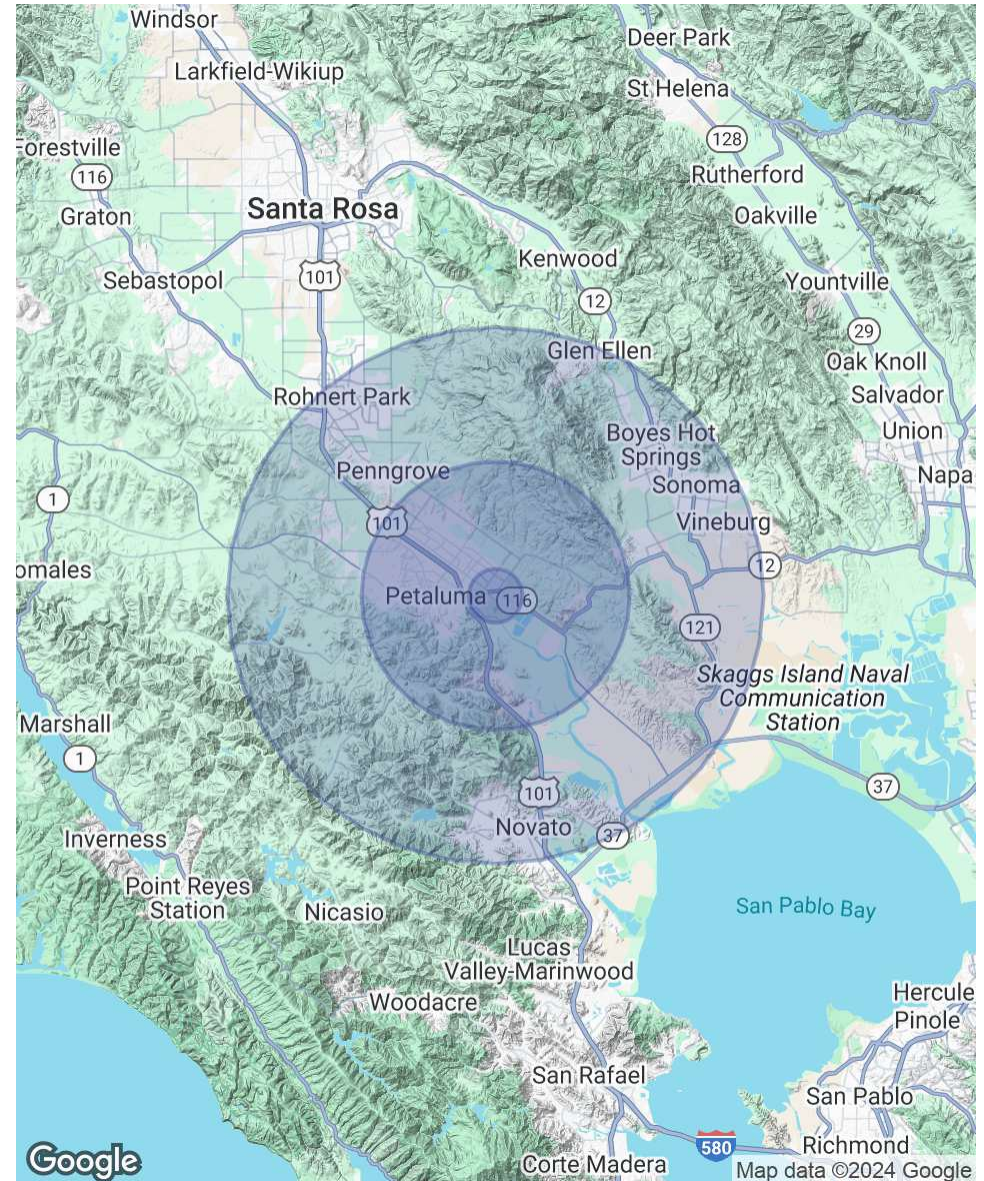 Windsor
Deer Park
Larkfield-Wikiup
St Helena
128
Forestville
116
Rutherford
Graton
Santa Rosa
Oakville
Kenwood
101
Sebastopol
Yountville
12
29
Glen Ellen
Oak Knoll
Rohnert Park
Salvador
Boyes Hot
Springs
Union
Penngrove
Napa
Sonoma
1
101
Vineburg
12
omales
Petaluma
116
121
Skaggs Island Naval
Communication
Station
Marshall
1
37
101
Novato
37
Inverness
Point Reyes
Station
Nicasio
San Pablo Bay
Lucas
Valley-Marinwood
Woodacre
Hercule
Pinole
San Rafael
San Pablo
580
Richmond
Google
Corte Madera
Map data ©2024 Google